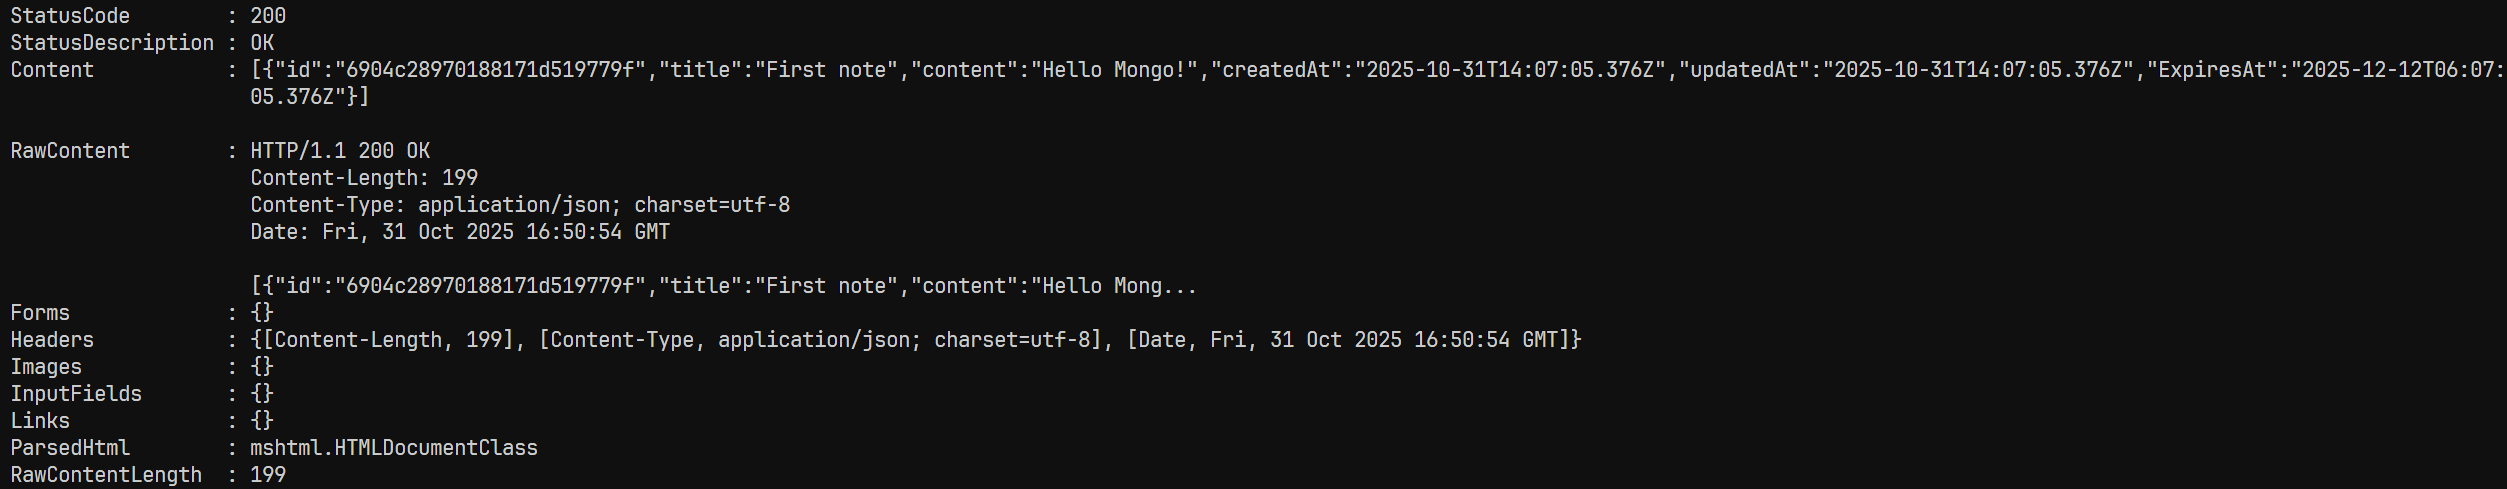 StatusCode        : 200
StatusDescription : OK
Content           : [{"id":"6904c28970188171d519779f","title":"First note","content":"Hello Mongo!","createdAt":"2025-10-31T14:07:05.376Z","updatedAt":"2025-10-31T14:07:05.376Z","ExpiresAt":"2025-12-12T06:07:
                    05.376Z"}]

RawContent        : HTTP/1.1 200 OK
                    Content-Length: 199
                    Content-Type: application/json; charset=utf-8
                    Date: Fri, 31 Oct 2025 16:50:54 GMT

                    [{"id":"6904c28970188171d519779f","title":"First note","content":"Hello Mong...
Forms             : {}
Headers           : {[Content-Length, 199], [Content-Type, application/json; charset=utf-8], [Date, Fri, 31 Oct 2025 16:50:54 GMT]}
Images            : {}
InputFields       : {}
Links             : {}
ParsedHtml        : mshtml.HTMLDocumentClass
RawContentLength  : 199